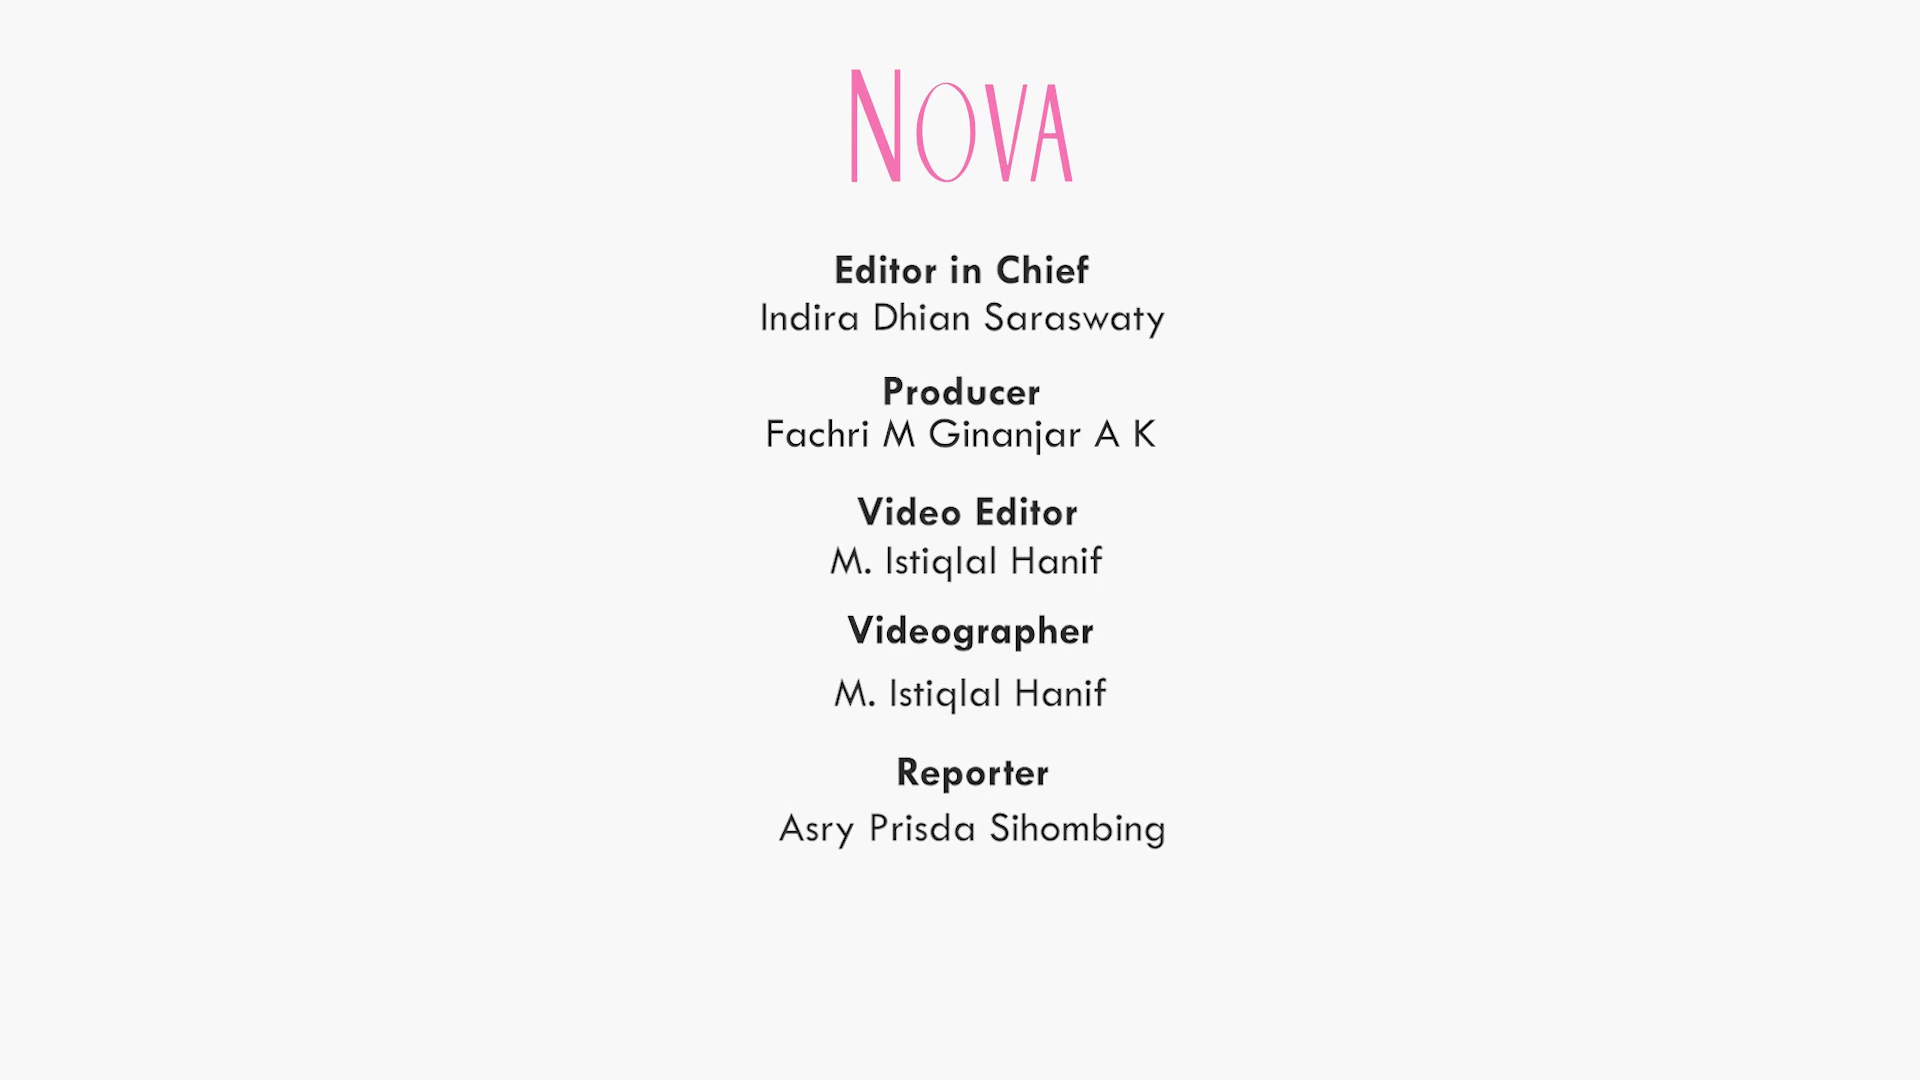 NOVA
Editor in Chief
Indira Dhian Saraswaty
Producer
Fachri M Ginanjar A K
Video Editor
M. Istiqlal Hanif
Videographer
M. Istiqlal Hanif
Reporter
Asry Prisda Sihombing